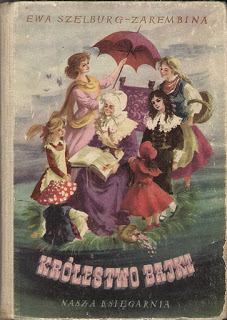 EWA SZELBURG-ZAREMBINA
KRÓLESTWO BAJKI
NASZA KSIĘGARNIA